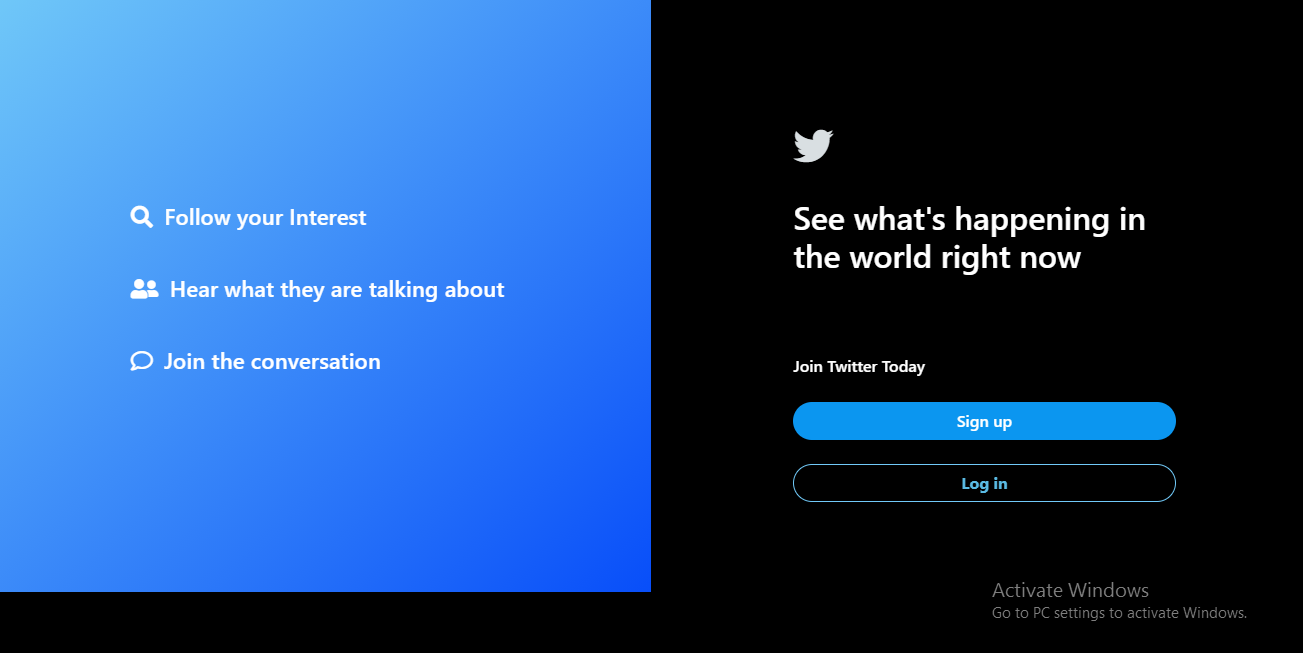 Follow your Interest
Hear what they are talking about
Join the conversation
See what's happening in
the world right now
Join Twitter Today
Sign up
Log in
Activate Windows
Go to PC settings to activate Windows.